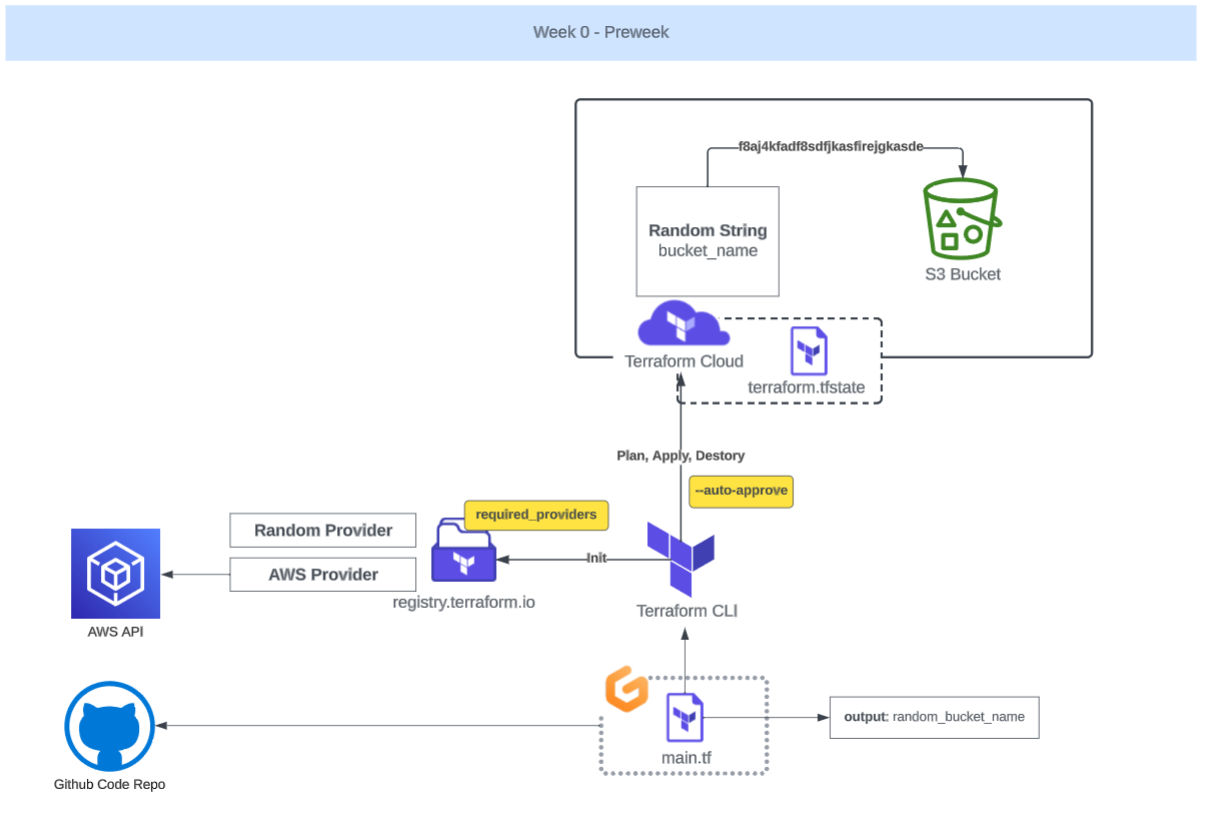 Week 0 - Preweek
f8aj4kfadf8sdfjkasfirejgkasde
Random String
bucket_name
S3 Bucket
Terraform Cloud
terraform.tfstate
Plan, Apply, Destory
--auto-approve
required_providers
Random Provider
AWS Provider
Init
registry.terraform.io
Terraform CLI
AWS API
main.tf
output: random_bucket_name
Github Code Repo